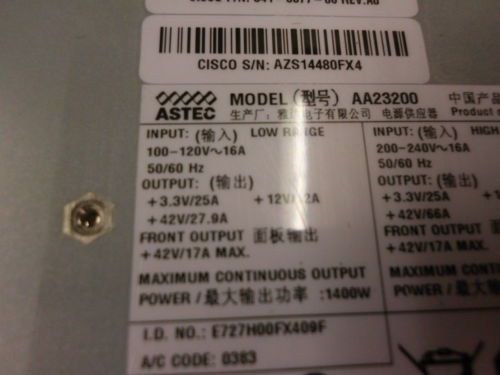 CISCO S/N: AZS14480FX4
ASTEC MODEL (型号) AA23200 中国产品
生产厂: 雅达电子有限公司 电源供应器 Product
INPUT: (输入) LOW RANGE
100-120V~16A
50/60 Hz
OUTPUT: (输出)
+3.3V/25A + 12V/12A
+42V/27.9A
FRONT OUTPUT 面板输出
+42V/17A MAX.
MAXIMUM CONTINUOUS OUTPUT
POWER /最大输出功率 :1400W
I.D. NO.: E727H00FX409F
A/C CODE: 0383
INPUT: (输入) HIGH
200-240V~16A
50/60 Hz
OUTPUT: (输出)
+3.3V/25A
+42V/66A
FRONT OUTPUT
+42V/17A MAX.
MAXIMUM CONT
POWER /最大输